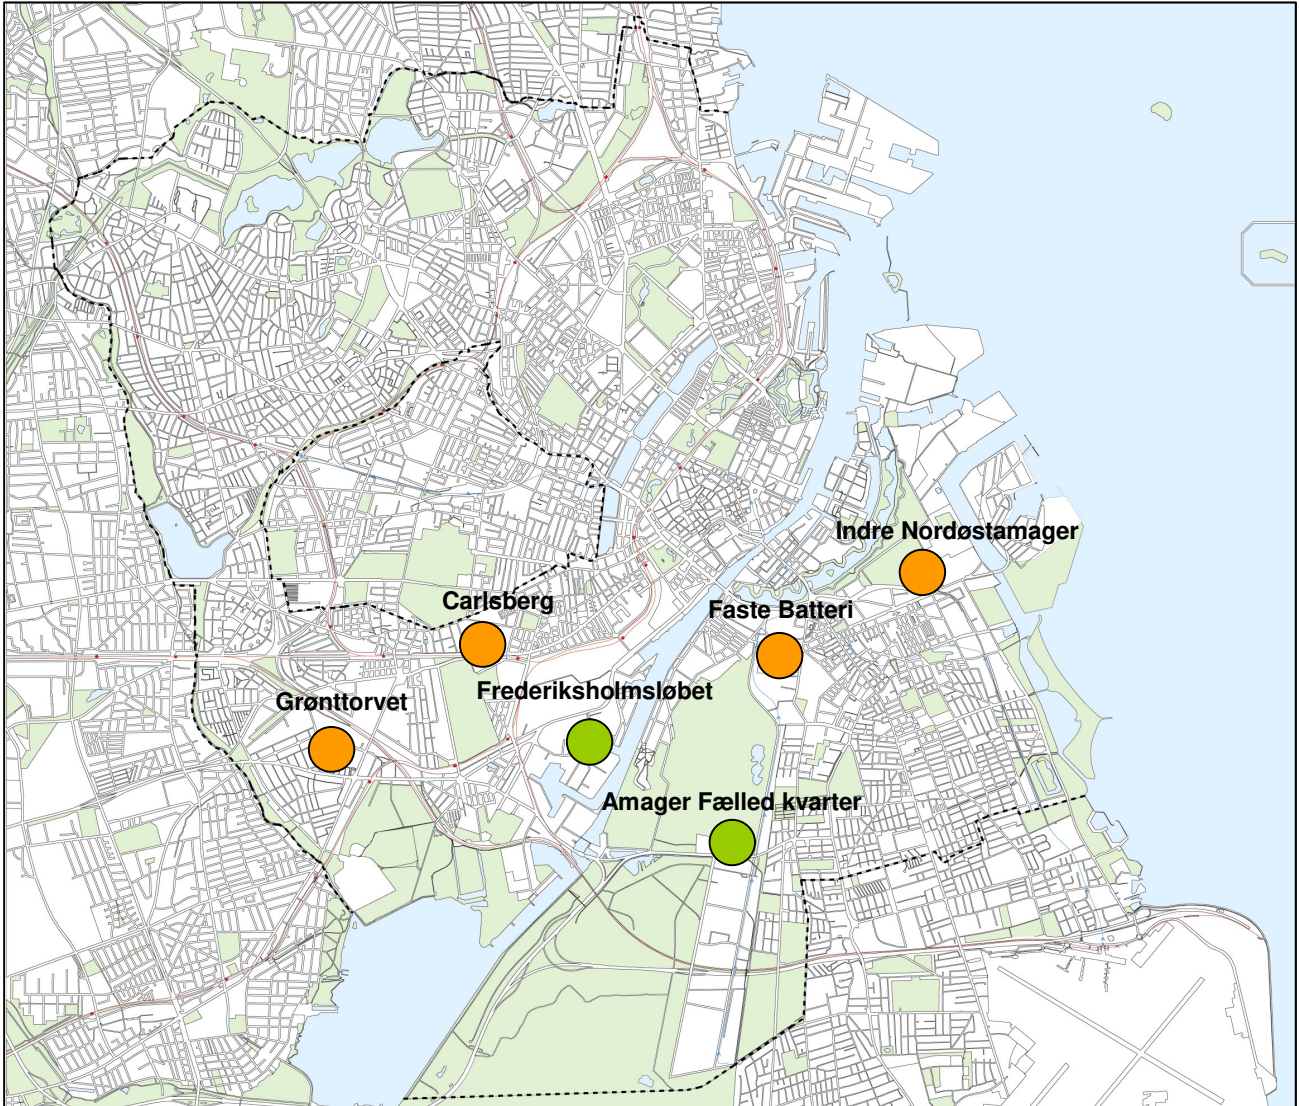 Indre Nordøstamager
Carlsberg
Faste Batteri
Grønttorvet
Frederiksholmsløbet
Amager Fælled kvarter